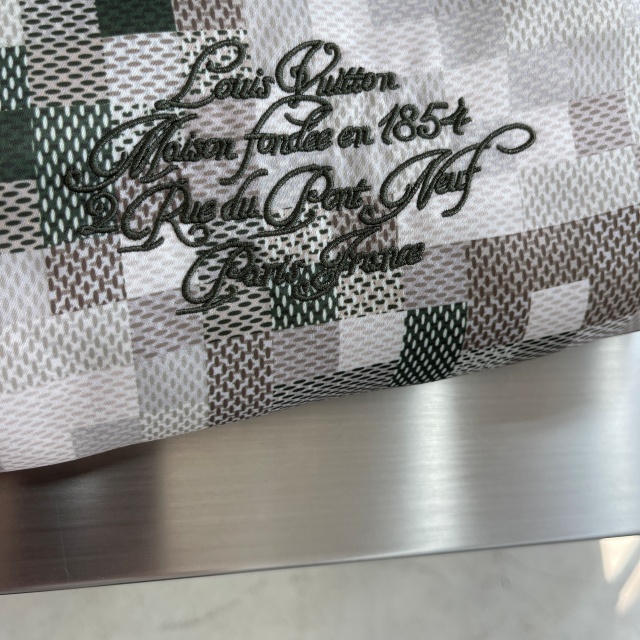 Louis Vuitton
Maison fondée en 1854
2 Rue du Pont Neuf
Paris, France